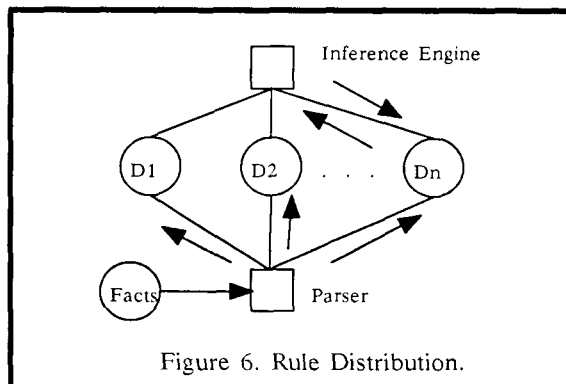 Inference Engine
D1
D2
. . .
Dn
Facts
Parser
Figure 6. Rule Distribution.